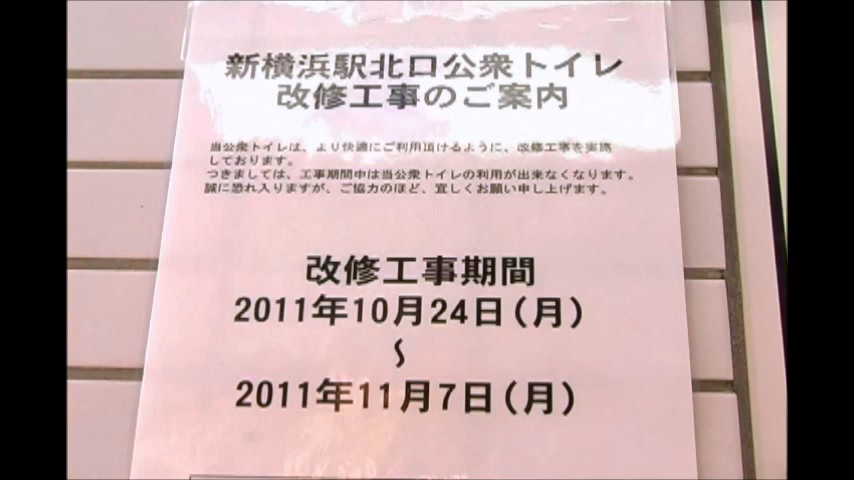 新横浜駅北口公衆トイレ
改修工事のご案内
当公衆トイレは、より快適にご利用頂けるように、改修工事を実施
しております。
つきましては、工事期間中は当公衆トイレの利用が出来なくなります。
誠に恐れ入りますが、ご協力のほど、宜しくお願い申し上げます。
改修工事期間
2011年10月24日(月)
～
2011年11月7日(月)